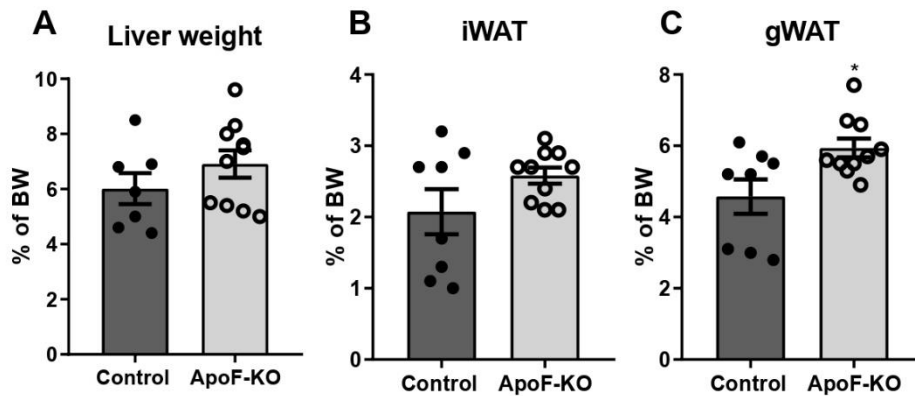 A
Liver weight
% of BW
10
8
6
4
2
0
Control
ApoF-KO
B
iWAT
% of BW
4
3
2
1
0
Control
ApoF-KO
C
gWAT
*
% of BW
8
6
4
2
0
Control
ApoF-KO